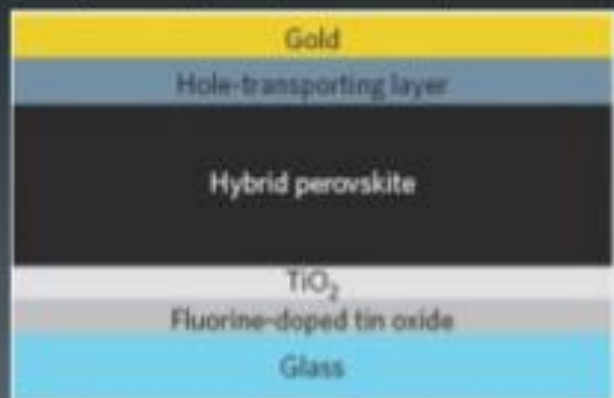 Gold
Hole-transporting layer
Hybrid perovskite
TiO₂
Fluorine-doped tin oxide
Glass